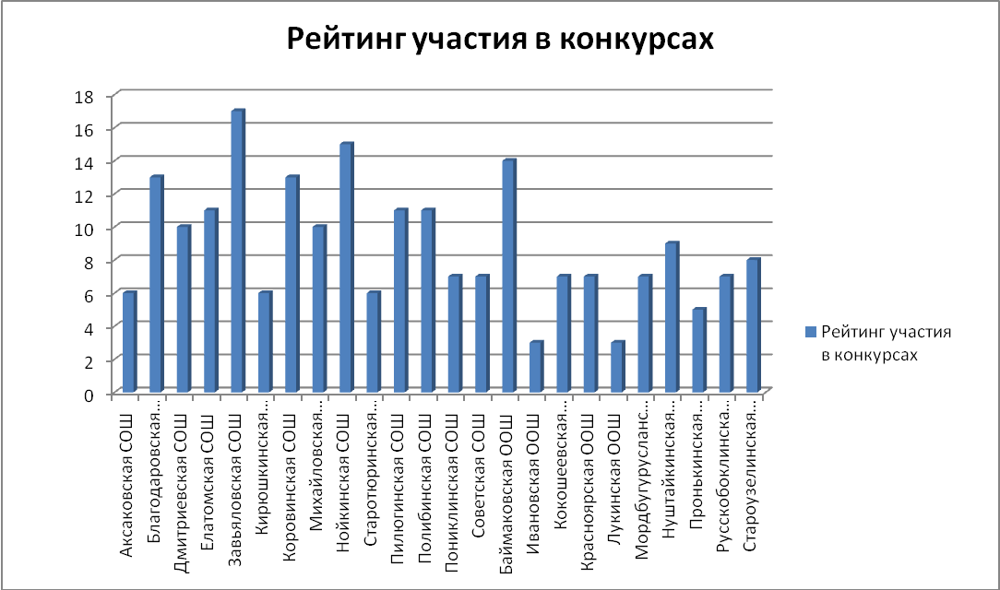 Рейтинг участия в конкурсах
18
16
14
12
10
8
6
4
2
0
Аксаковская СОШ
Благодаровская...
Дмитриевская СОШ
Елатомская СОШ
Завьяловская СОШ
Кирюшкинская...
Коровинская СОШ
Михайловская...
Нойкинская СОШ
Старотюринская...
Пилюгинская СОШ
Полибинская СОШ
Пониклинская СОШ
Советская СОШ
Баймаковская ООШ
Ивановская ООШ
Кокошеевская...
Красноярская ООШ
Лукинская ООШ
Мордбугурусланс...
Нуштайкинская...
Пронькинская...
Русскобоклинска...
Староузелинская...
Рейтинг участия
в конкурсах